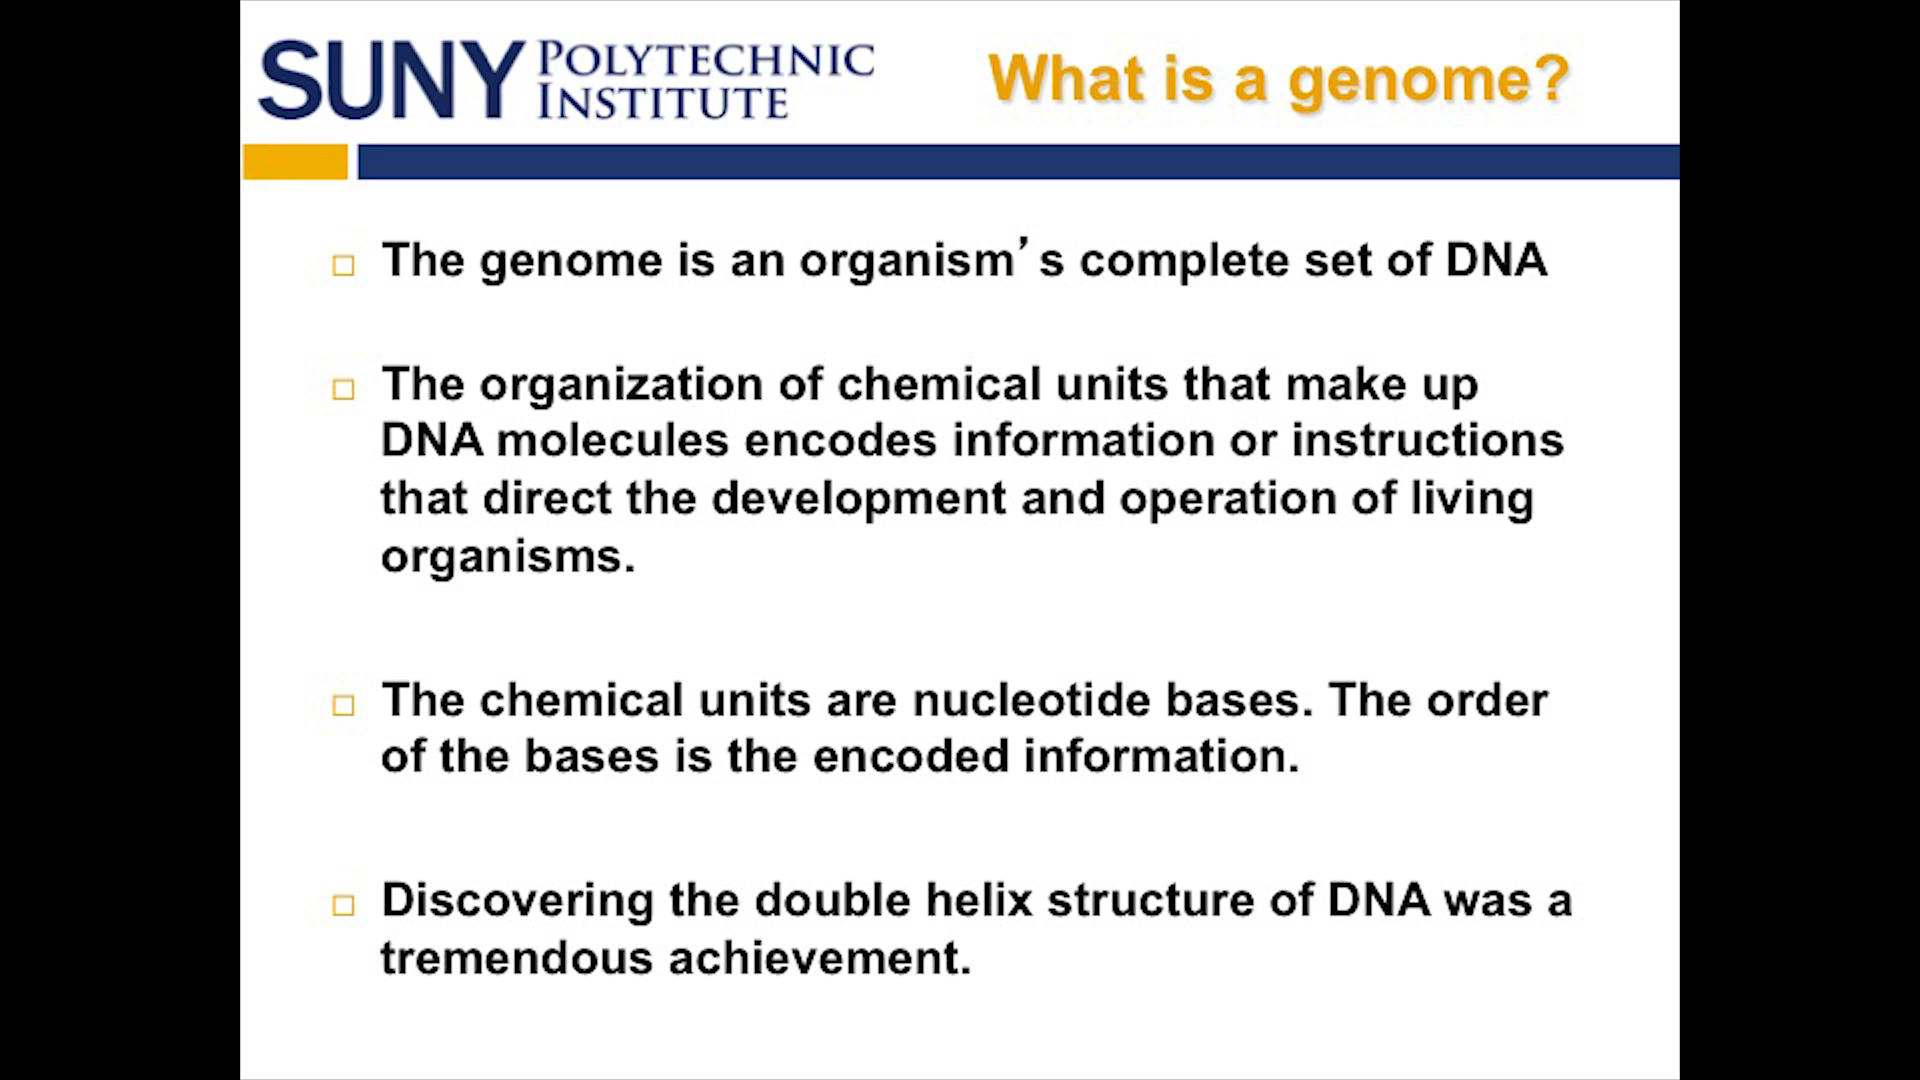 SUNY POLYTECHNIC INSTITUTE
What is a genome?
The genome is an organism's complete set of DNA
The organization of chemical units that make up
DNA molecules encodes information or instructions
that direct the development and operation of living
organisms.
The chemical units are nucleotide bases. The order
of the bases is the encoded information.
Discovering the double helix structure of DNA was a
tremendous achievement.